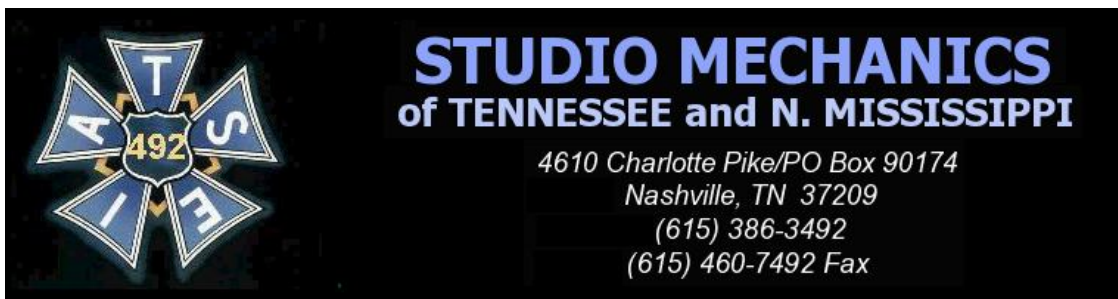 I A T S E
492
STUDIO MECHANICS
of TENNESSEE and N. MISSISSIPPI
4610 Charlotte Pike/PO Box 90174
Nashville, TN 37209
(615) 386-3492
(615) 460-7492 Fax